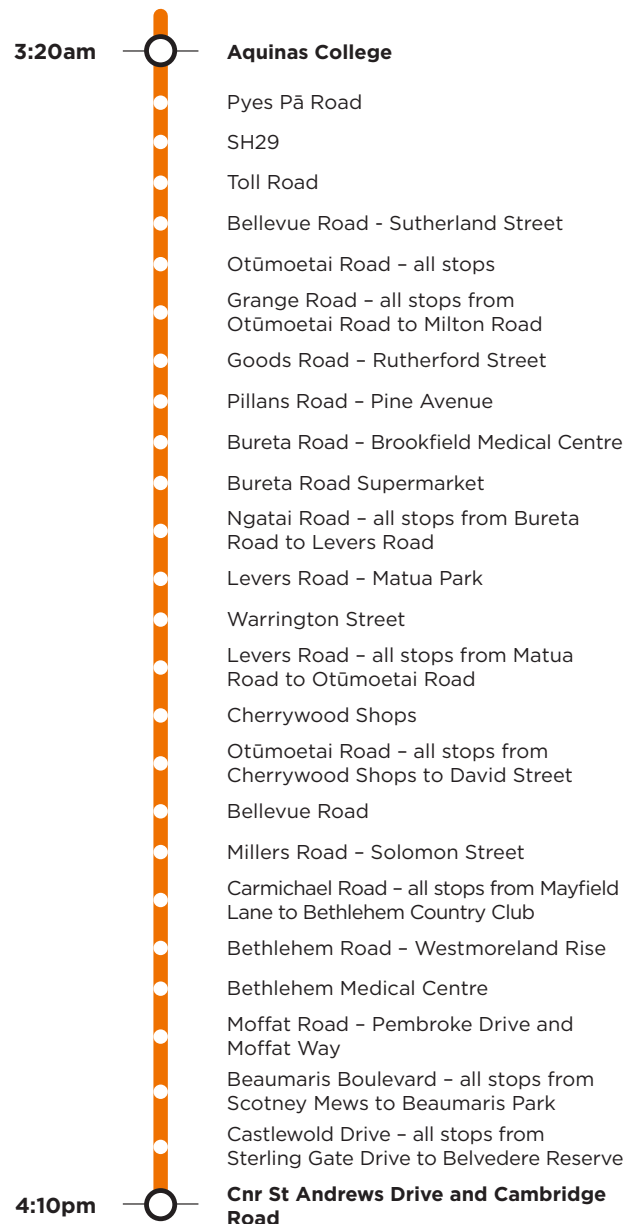 3:20am Aquinas College
Pyes Pā Road
SH29
Toll Road
Bellevue Road - Sutherland Street
Otūmoetai Road – all stops
Grange Road – all stops from
Otūmoetai Road to Milton Road
Goods Road – Rutherford Street
Pillans Road – Pine Avenue
Bureta Road – Brookfield Medical Centre
Bureta Road Supermarket
Ngatai Road – all stops from Bureta
Road to Levers Road
Levers Road – Matua Park
Warrington Street
Levers Road – all stops from Matua
Road to Otūmoetai Road
Cherrywood Shops
Otūmoetai Road – all stops from
Cherrywood Shops to David Street
Bellevue Road
Millers Road – Solomon Street
Carmichael Road – all stops from Mayfield
Lane to Bethlehem Country Club
Bethlehem Road – Westmoreland Rise
Bethlehem Medical Centre
Moffat Road – Pembroke Drive and
Moffat Way
Beaumaris Boulevard – all stops from
Scotney Mews to Beaumaris Park
Castlewold Drive – all stops from
Sterling Gate Drive to Belvedere Reserve
4:10pm Cnr St Andrews Drive and Cambridge
Road